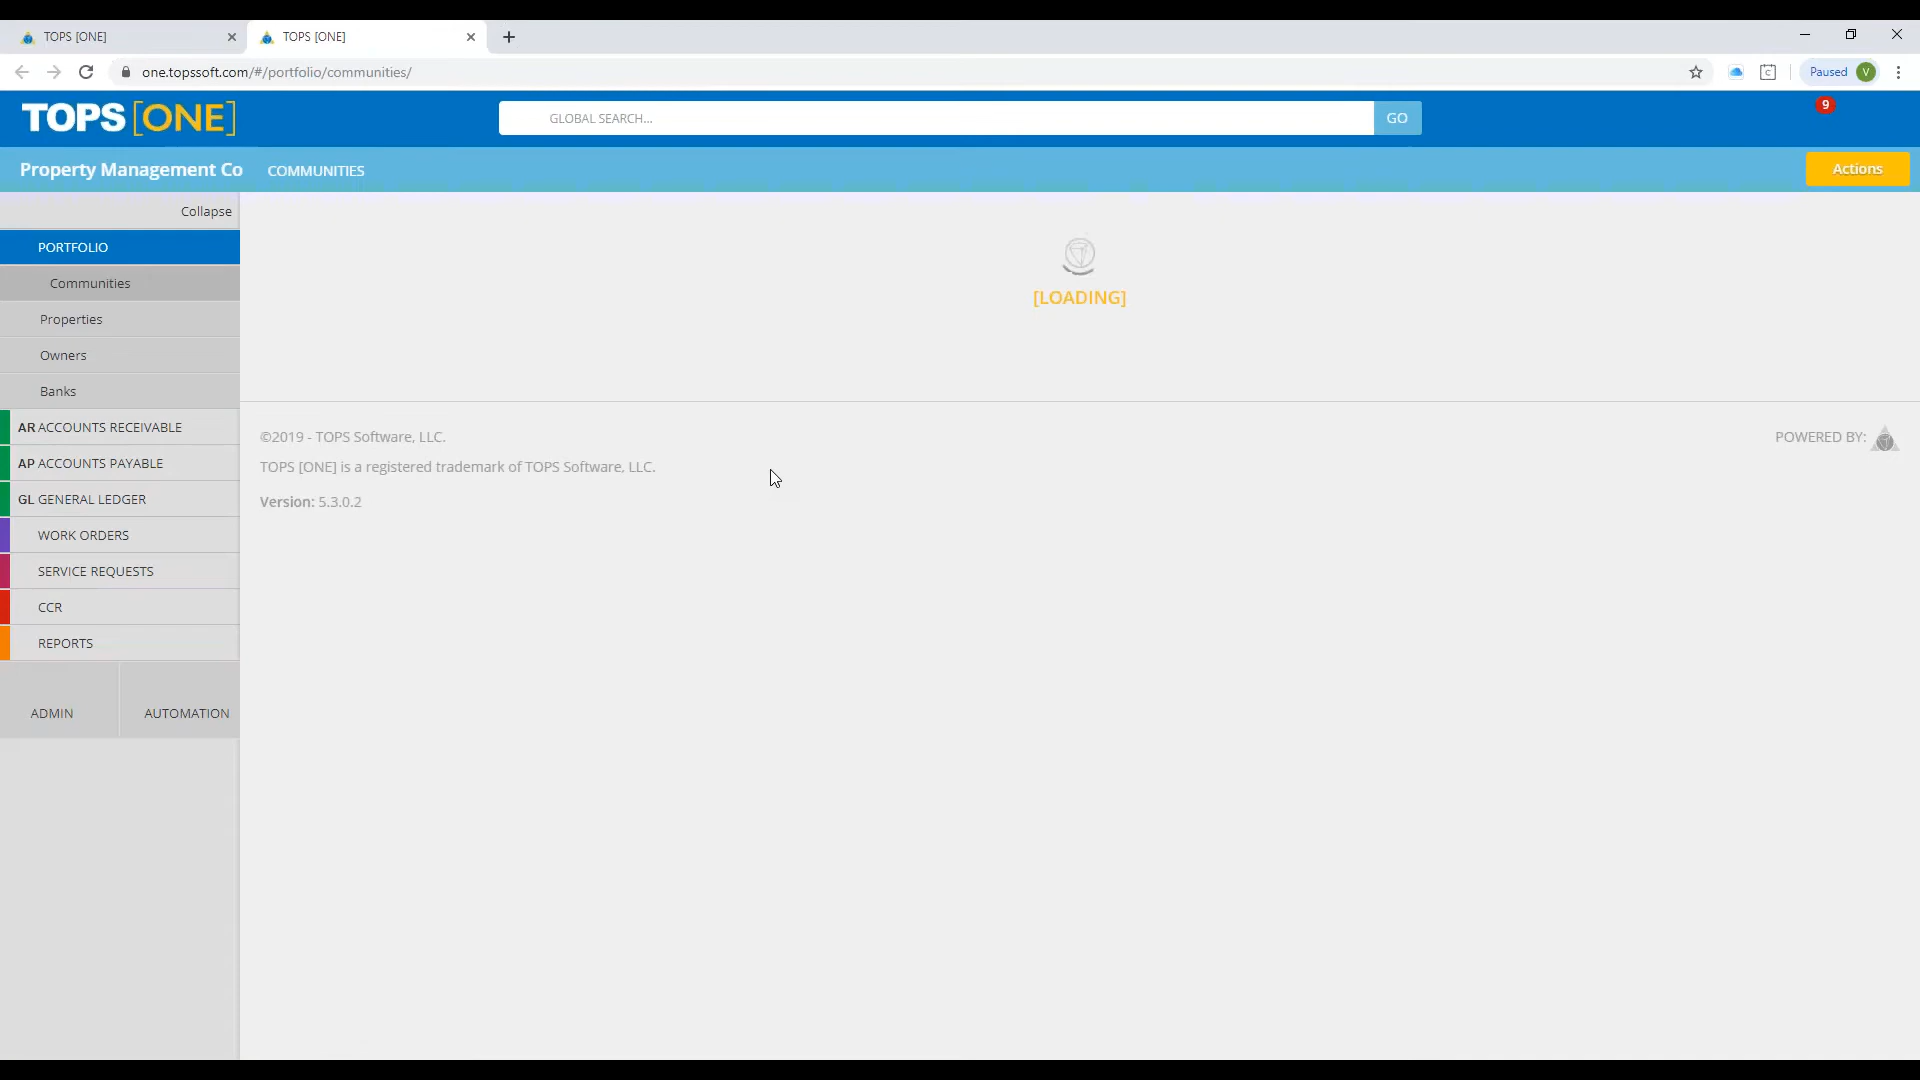 TOPS [ONE]
TOPS [ONE]
one.topssoft.com/#/portfolio/communities/
Paused V
TOPS [ONE]
GLOBAL SEARCH...
GO
9
Property Management Co
COMMUNITIES
Actions
Collapse
PORTFOLIO
Communities
Properties
Owners
Banks
AR ACCOUNTS RECEIVABLE
AP ACCOUNTS PAYABLE
GL GENERAL LEDGER
WORK ORDERS
SERVICE REQUESTS
CCR
REPORTS
ADMIN
AUTOMATION
[LOADING]
©2019 - TOPS Software, LLC.
TOPS [ONE] is a registered trademark of TOPS Software, LLC.
Version: 5.3.0.2
POWERED BY: